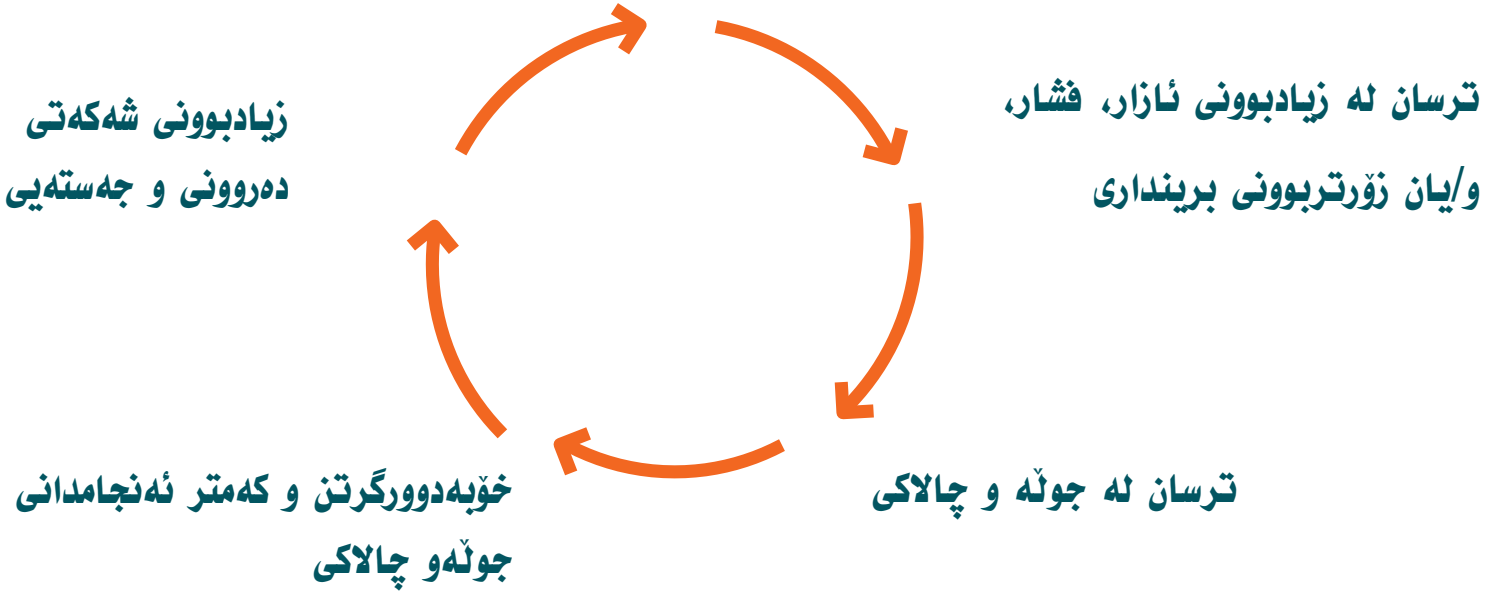 ترسان لە زیادبوونی ئازار، فشار،
و/یان زۆرتربوونی برینداری
ترسان لە جوڵە و چالاکی
خۆبەدوورگرتن و کەمتر ئەنجامدانی
جوڵەو چالاکی
زیادبوونی شەکەتی
دەروونی و جەستەیی